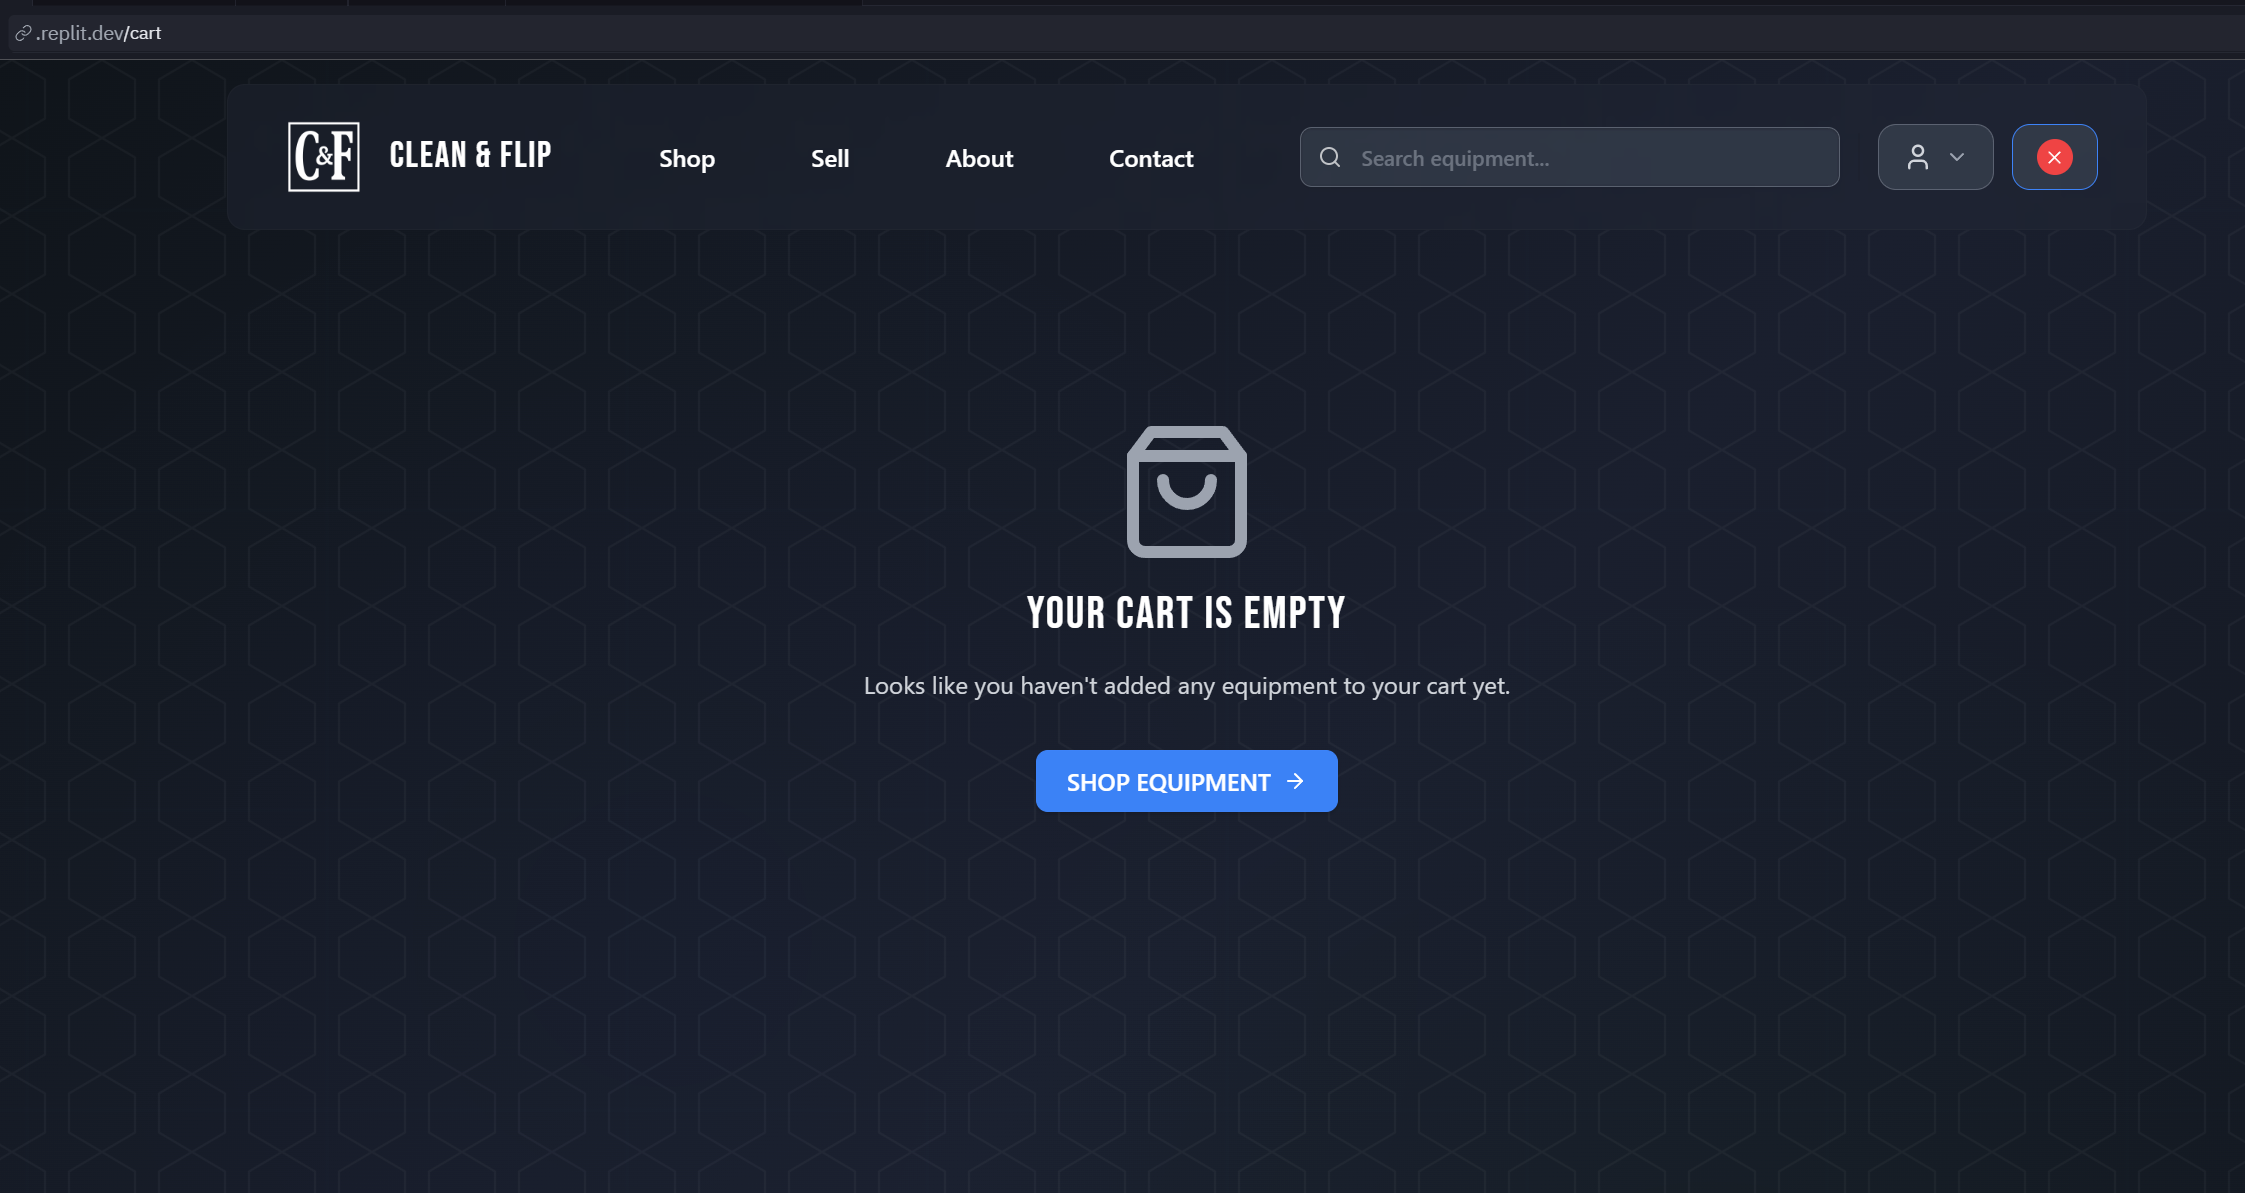 .replit.dev/cart
C&F
CLEAN & FLIP
Shop
Sell
About
Contact
Search equipment...
YOUR CART IS EMPTY
Looks like you haven't added any equipment to your cart yet.
SHOP EQUIPMENT